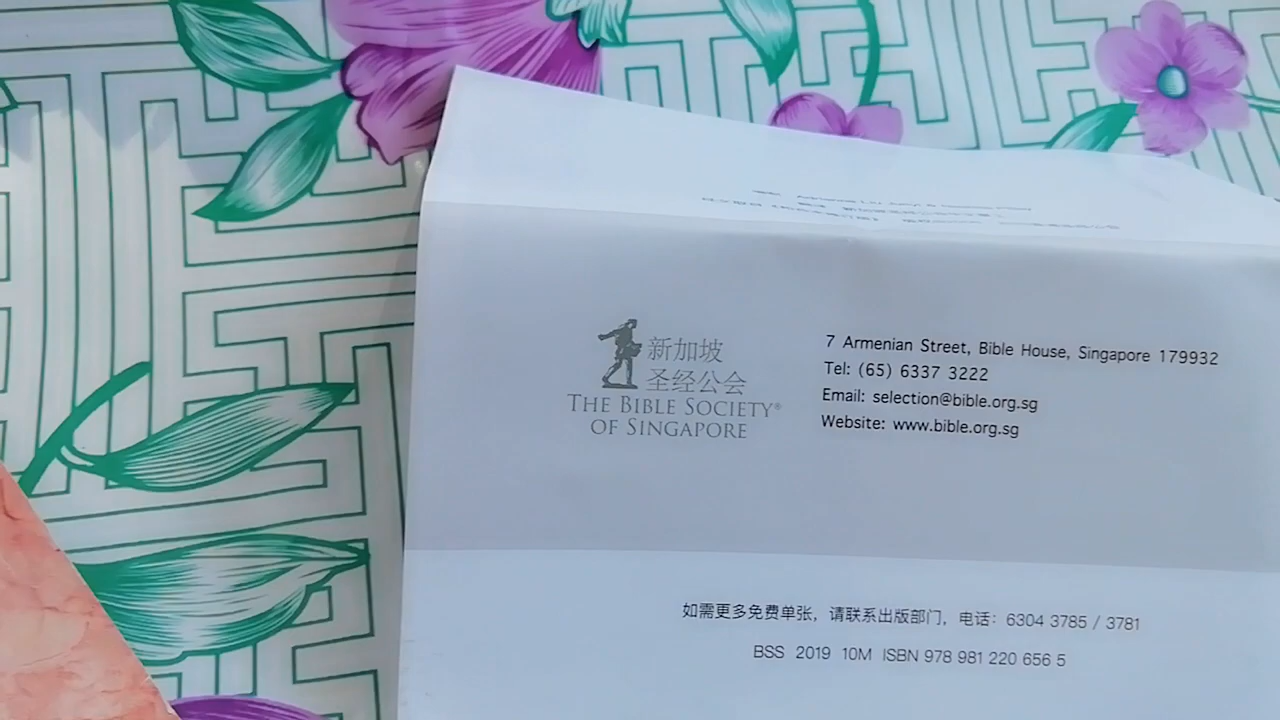 新加坡
圣经公会
THE BIBLE SOCIETY®
OF SINGAPORE
7 Armenian Street, Bible House, Singapore 179932
Tel: (65) 6337 3222
Email: selection@bible.org.sg
Website: www.bible.org.sg
如需更多免费单张，请联系出版部门，电话：6304 3785 / 3781
BSS 2019 10M ISBN 978 981 220 656 5